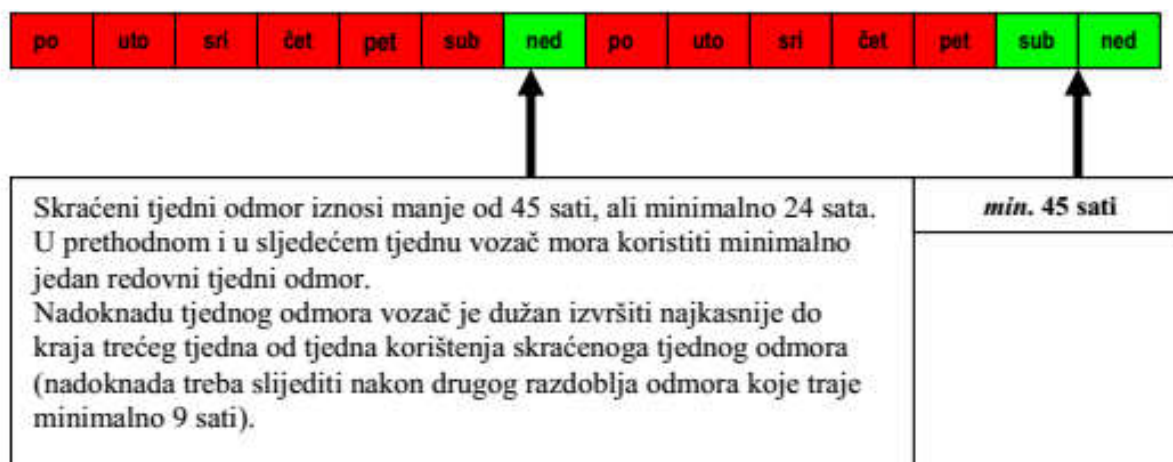 po uto sri čet pet sub ned po uto sri čet pet sub ned
Skraćeni tjedni odmor iznosi manje od 45 sati, ali minimalno 24 sata.
U prethodnom i u sljedećem tjednu vozač mora koristiti minimalno
jedan redovni tjedni odmor.
Nadoknadu tjednog odmora vozač je dužan izvršiti najkasnije do
kraja trećeg tjedna od tjedna korištenja skraćenoga tjednog odmora
(nadoknada treba slijediti nakon drugog razdoblja odmora koje traje
minimalno 9 sati).
min. 45 sati